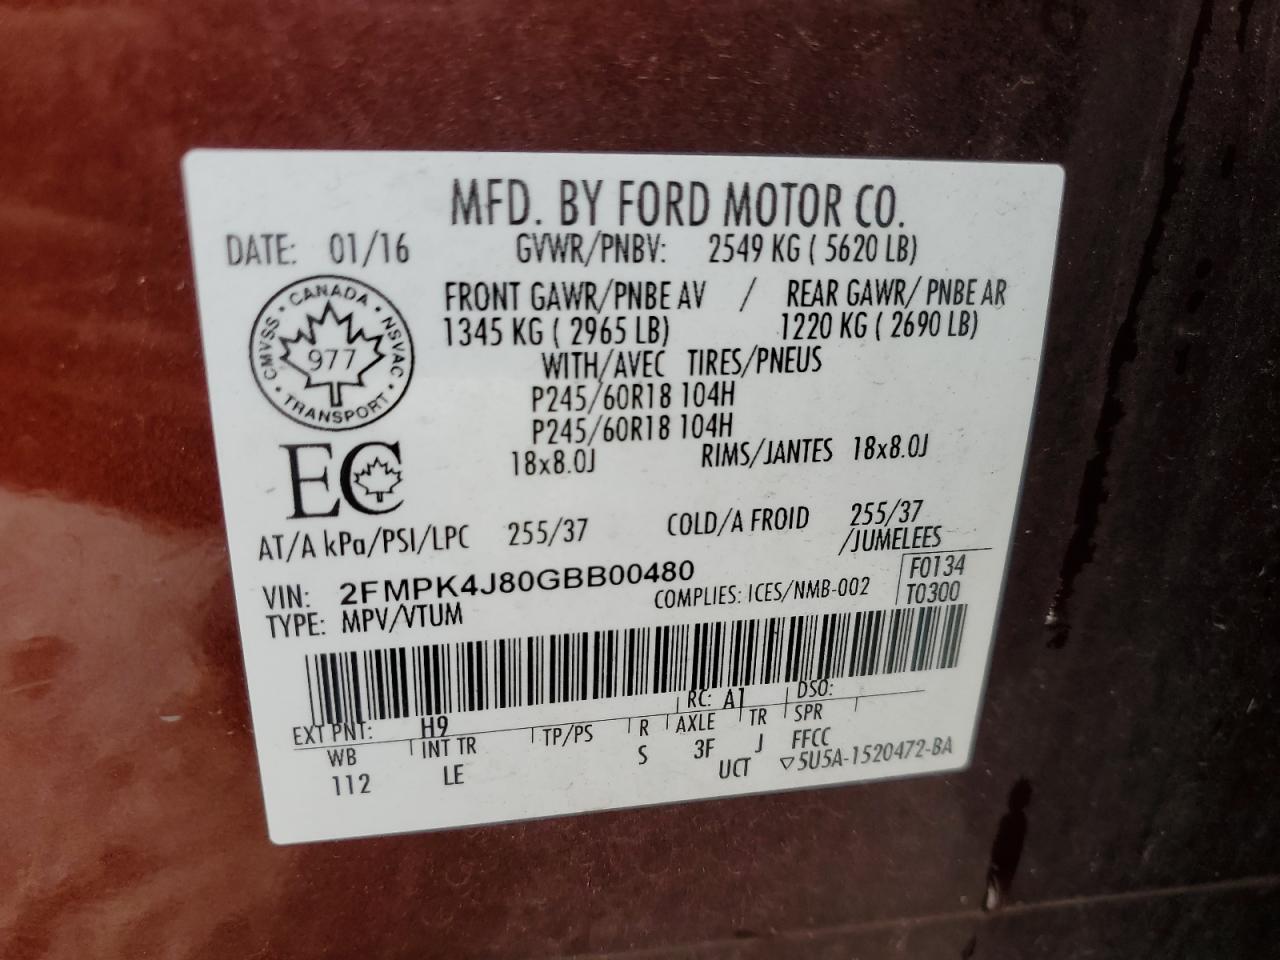 MFD. BY FORD MOTOR CO.
DATE: 01/16 GVWR/PNBV: 2549 KG ( 5620 LB)
FRONT GAWR/PNBE AV / REAR GAWR/ PNBE AR
1345 KG ( 2965 LB) 1220 KG ( 2690 LB)
WITH/AVEC TIRES/PNEUS
P245/60R18 104H
P245/60R18 104H
18x8.0J RIMS/JANTES 18x8.0J
CANADA
CMVSS · NSVAC
977
TRANSPORT
EC
AT/A kPa/PSI/LPC 255/37 COLD/A FROID 255/37
/JUMELEES
VIN: 2FMPK4J80GBB00480
F0134
TYPE: MPV/VTUM COMPLIES: ICES/NMB-002 T0300
RC: A1 DSO:
EXT PNT: H9
WB INT TR TP/PS R AXLE TR SPR
112 LE S 3F J FFCC
UCT ▽5U5A-1520472-BA